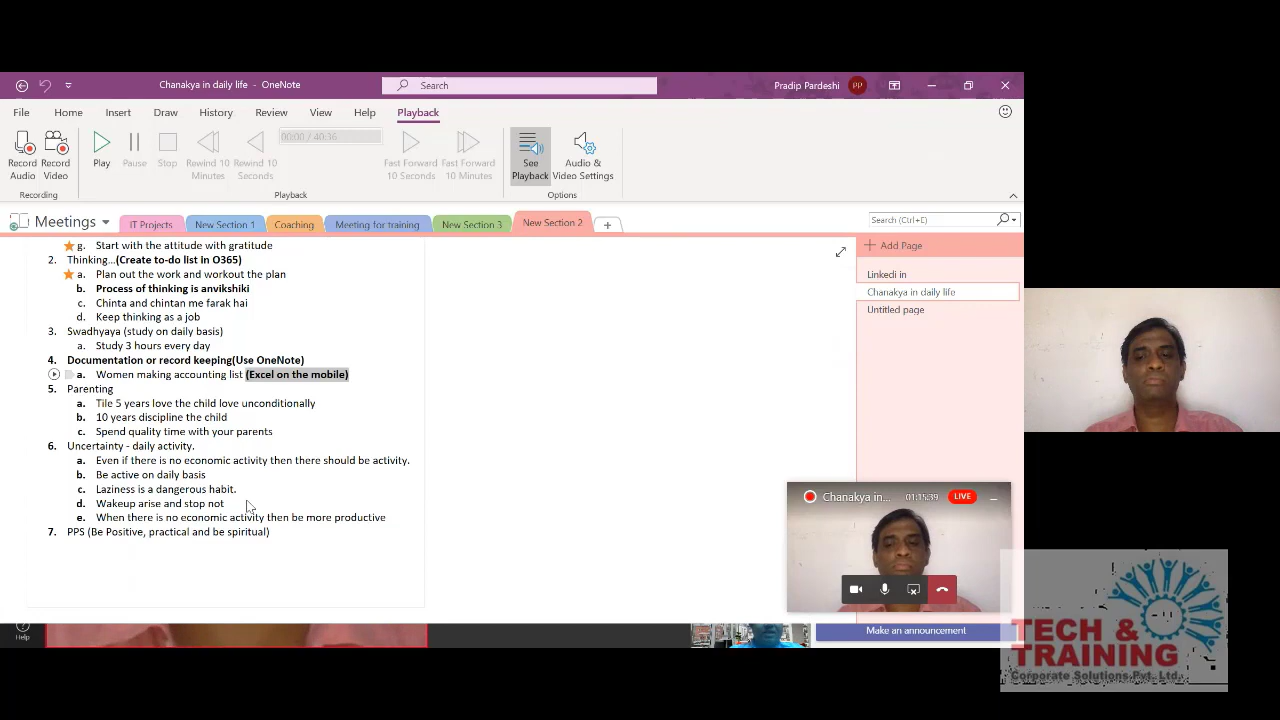 Chanakya in daily life - OneNote
Search
Pradip Pardeshi PP
File Home Insert Draw History Review View Help Playback
Record Audio
Record Video
Play
Pause
Stop
Rewind 10 Minutes
Rewind 10 Seconds
00:00 / 40:36
Fast Forward 10 Seconds
Fast Forward 10 Minutes
See Playback
Audio & Video Settings
Recording Playback Options
Meetings
IT Projects New Section 1 Coaching Meeting for training New Section 3 New Section 2
Search (Ctrl+E)
g. Start with the attitude with gratitude
2. Thinking...(Create to-do list in O365)
a. Plan out the work and workout the plan
b. Process of thinking is anvikshiki
c. Chinta and chintan me farak hai
d. Keep thinking as a job
3. Swadhyaya (study on daily basis)
a. Study 3 hours every day
4. Documentation or record keeping(Use OneNote)
a. Women making accounting list (Excel on the mobile)
5. Parenting
a. Tile 5 years love the child love unconditionally
b. 10 years discipline the child
c. Spend quality time with your parents
6. Uncertainty - daily activity.
a. Even if there is no economic activity then there should be activity.
b. Be active on daily basis
c. Laziness is a dangerous habit.
d. Wakeup arise and stop not
e. When there is no economic activity then be more productive
7. PPS (Be Positive, practical and be spiritual)
Add Page
Linkedi in
Chanakya in daily life
Untitled page
Chanakya in... 01:15:39 LIVE
Help
Make an announcement
TECH &
TRAINING
Corporate Solutions Pvt. Ltd.